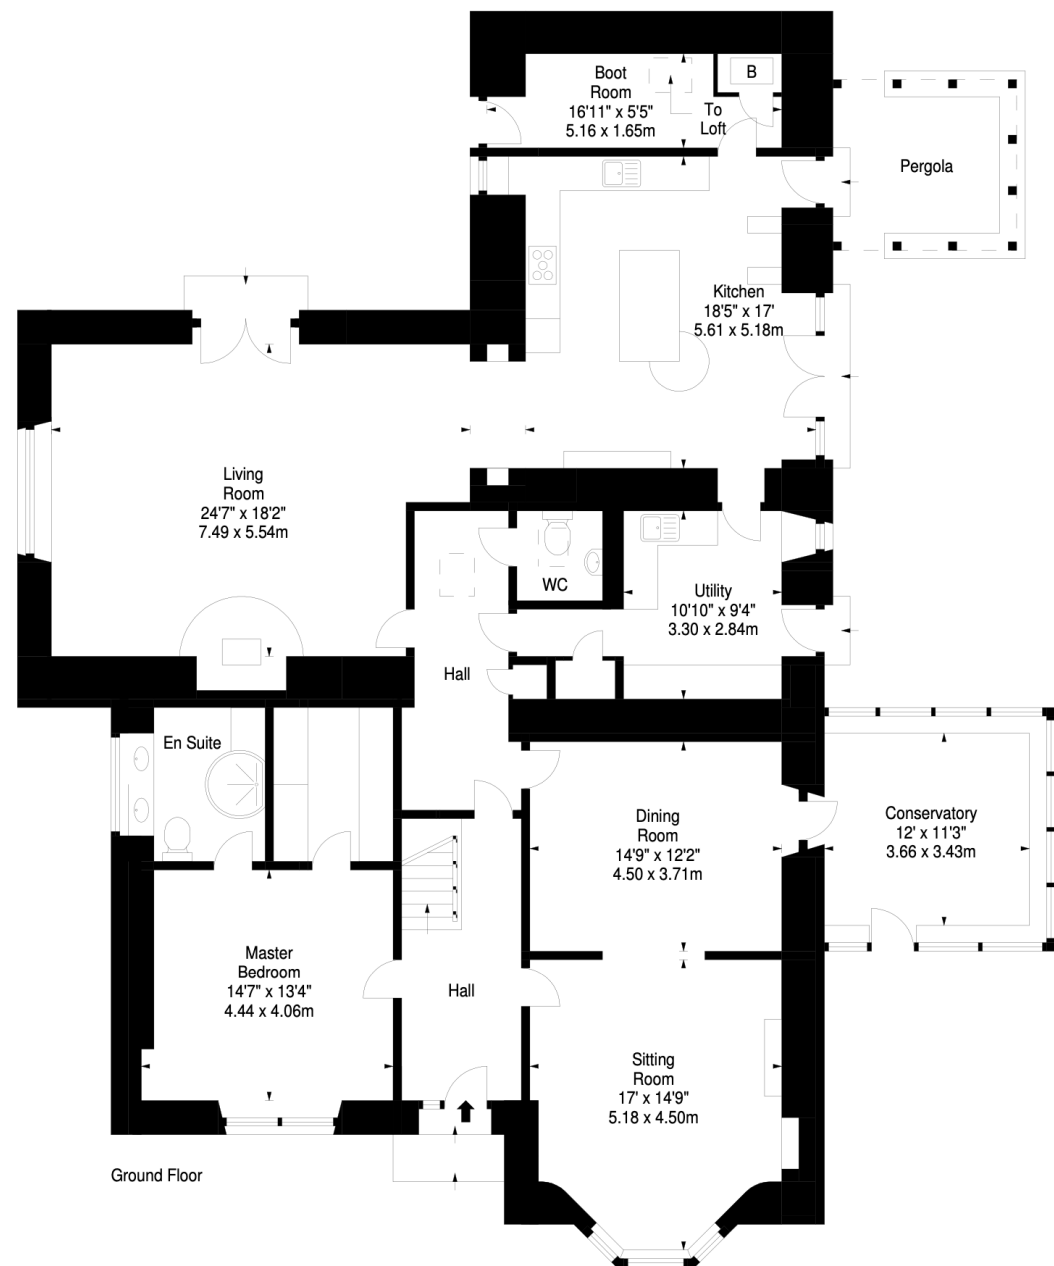 Boot
Room
16'11" x 5'5"
5.16 x 1.65m
B
To
Loft
Pergola
Kitchen
18'5" x 17'
5.61 x 5.18m
Living
Room
24'7" x 18'2"
7.49 x 5.54m
WC
Utility
10'10" x 9'4"
3.30 x 2.84m
Hall
En Suite
Dining
Room
14'9" x 12'2"
4.50 x 3.71m
Conservatory
12' x 11'3"
3.66 x 3.43m
Master
Bedroom
14'7" x 13'4"
4.44 x 4.06m
Hall
Sitting
Room
17' x 14'9"
5.18 x 4.50m
Ground Floor